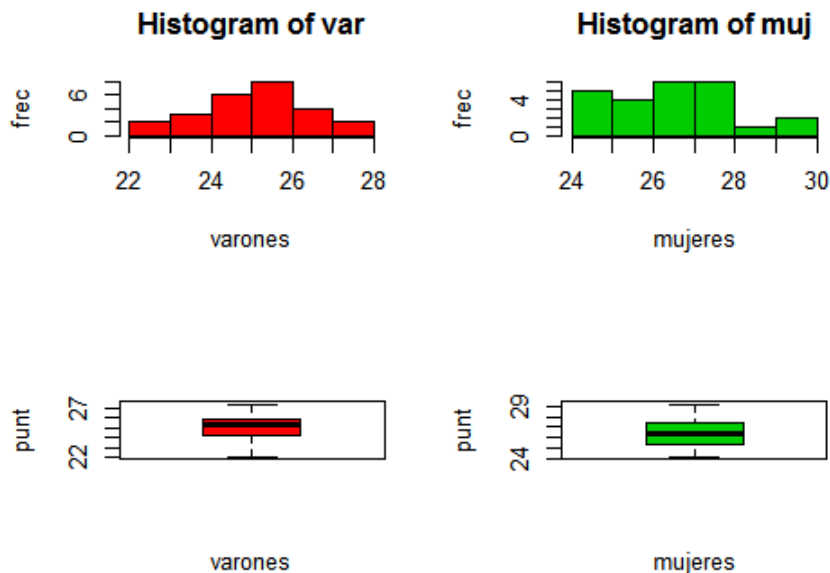 Histogram of var
frec
0 6
22 24 26 28
varones
Histogram of muj
frec
0 4
24 26 28 30
mujeres
punt
22 27
varones
punt
24 29
mujeres